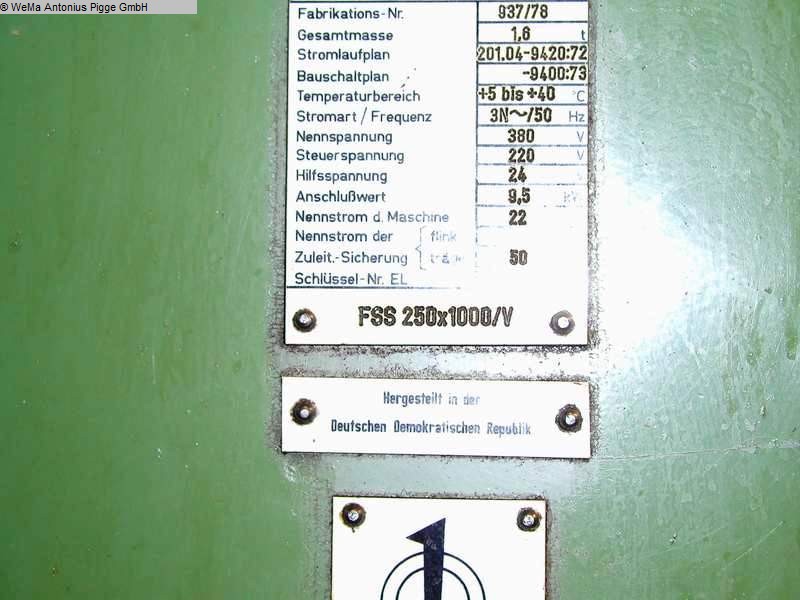 © WeMa Antonius Pigge GmbH
Fabrikations-Nr. 937/78
Gesamtmasse 1,6 t
Stromlaufplan 201.04-9420:72
Bauschaltplan -9400:73
Temperaturbereich +5 bis +40 °C
Stromart/Frequenz 3N~/50 Hz
Nennspannung 380 V
Steuerspannung 220 V
Hilfsspannung 24
Anschlußwert 9,5
Nennstrom d. Maschine 22
Nennstrom der flink
Zuleit.-Sicherung 50
Schlüssel-Nr. EL
FSS 250x1000/V
Hergestellt in der
Deutschen Demokratischen Republik
1